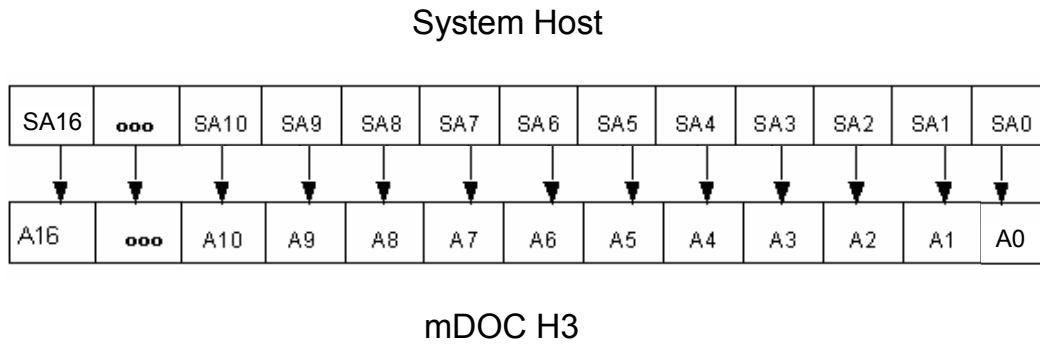 System Host
SA16 ooo SA10 SA9 SA8 SA7 SA6 SA5 SA4 SA3 SA2 SA1 SA0
A16 ooo A10 A9 A8 A7 A6 A5 A4 A3 A2 A1 A0
mDOC H3